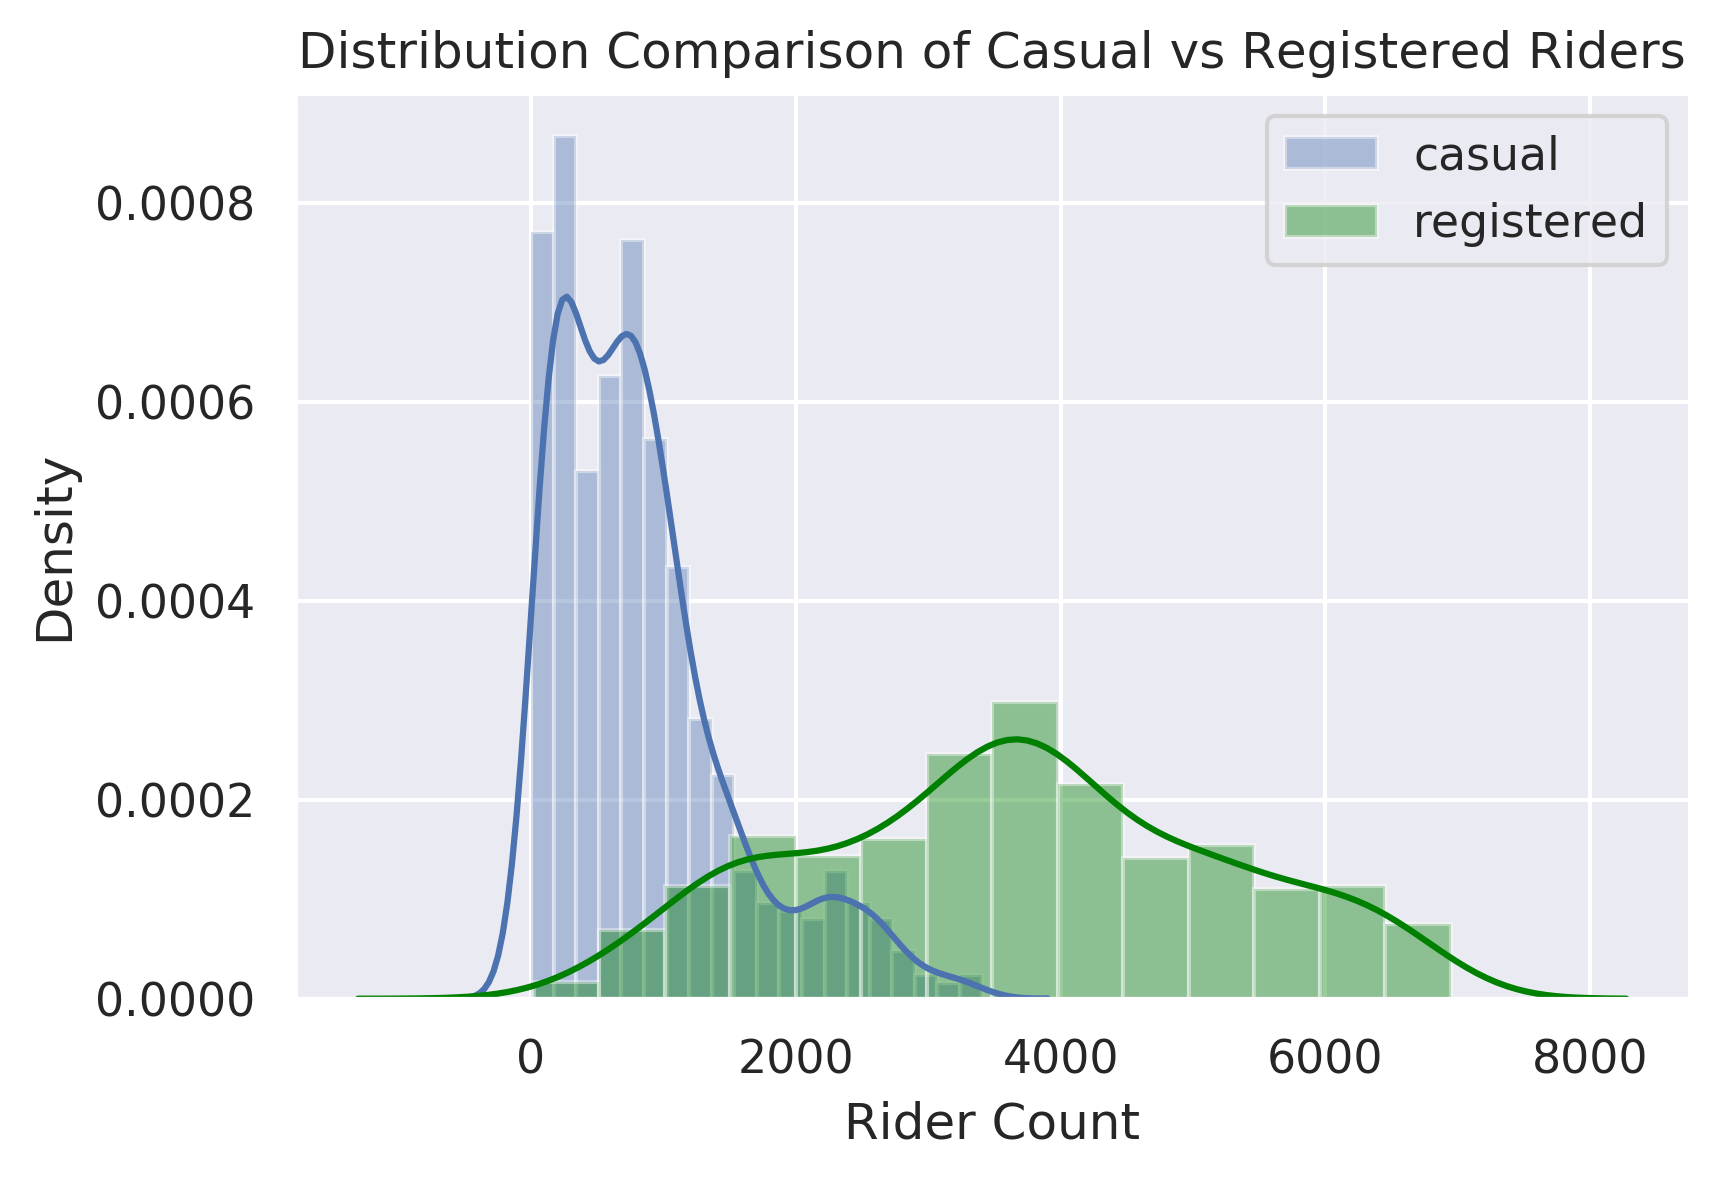 Distribution Comparison of Casual vs Registered Riders
casual
registered
0.0008
0.0006
0.0004
0.0002
0.0000
Density
0 2000 4000 6000 8000
Rider Count